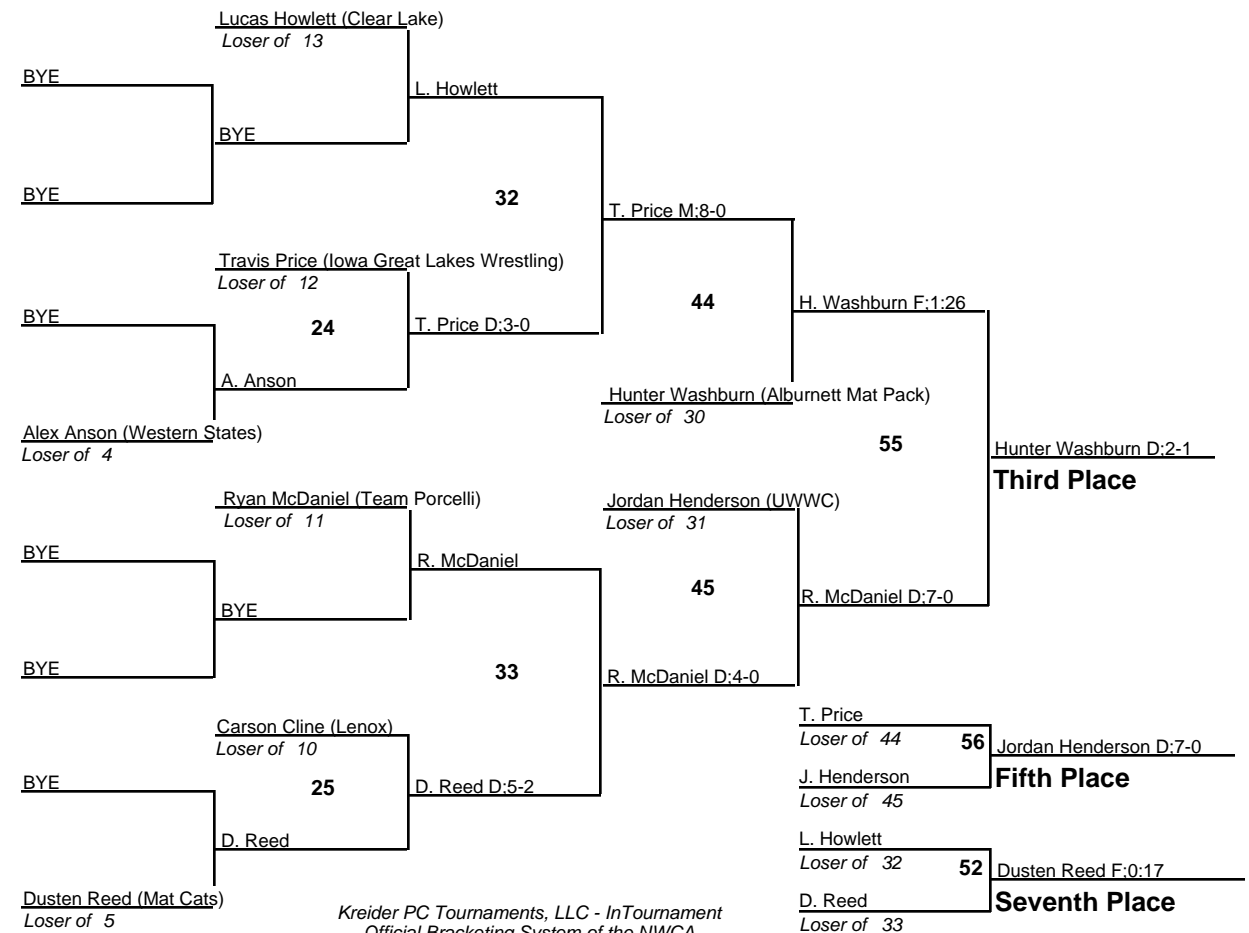 Lucas Howlett (Clear Lake)
Loser of 13
BYE
L. Howlett
BYE
BYE
32
T. Price M;8-0
Travis Price (Iowa Great Lakes Wrestling)
Loser of 12
BYE
24
T. Price D;3-0
44
H. Washburn F;1:26
A. Anson
Hunter Washburn (Alburnett Mat Pack)
Loser of 30
Alex Anson (Western States)
Loser of 4
55
Hunter Washburn D;2-1
Third Place
Ryan McDaniel (Team Porcelli)
Loser of 11
Jordan Henderson (UWWC)
Loser of 31
BYE
R. McDaniel
45
BYE
R. McDaniel D;7-0
BYE
33
R. McDaniel D;4-0
Carson Cline (Lenox)
Loser of 10
T. Price
Loser of 44
56
Jordan Henderson D;7-0
Fifth Place
J. Henderson
Loser of 45
BYE
25
D. Reed D;5-2
D. Reed
L. Howlett
Loser of 32
52
Dusten Reed F;0:17
Seventh Place
D. Reed
Loser of 33
Dusten Reed (Mat Cats)
Loser of 5
Kreider PC Tournaments, LLC - InTournament
Official Bracketing System of the NWCA